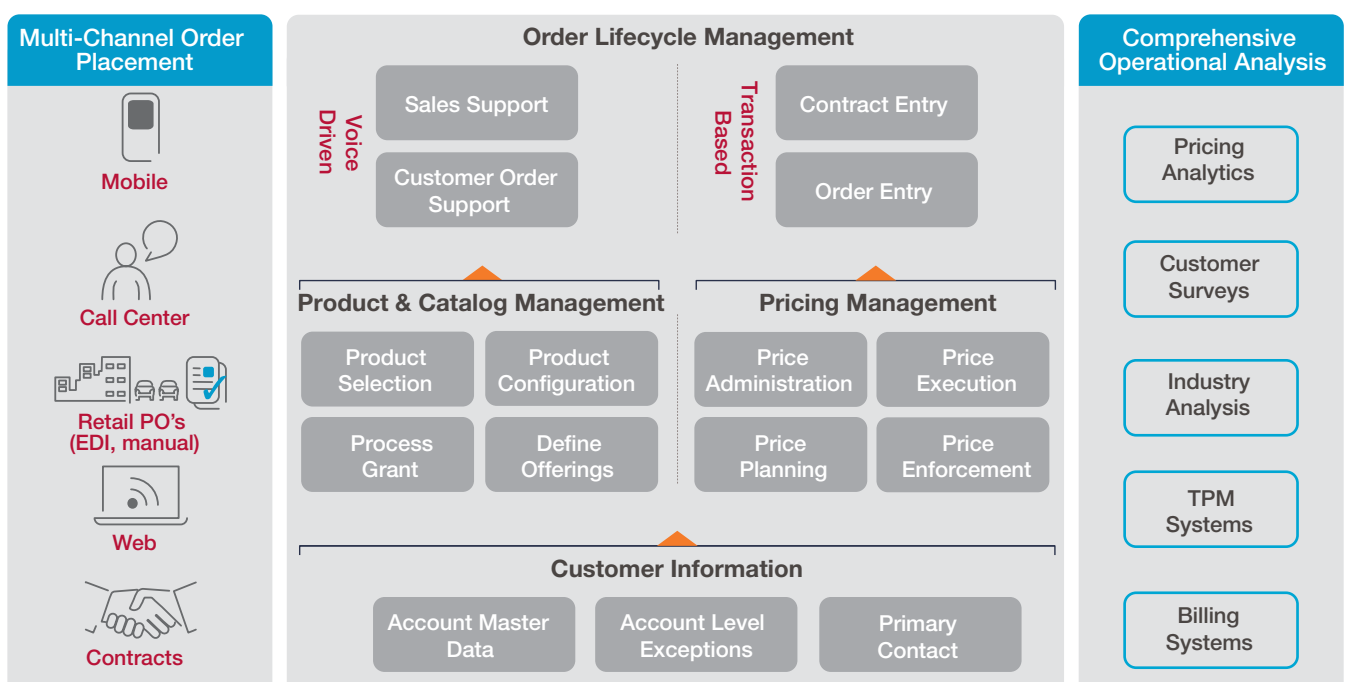 Multi-Channel Order
Placement
Mobile
Call Center
Retail PO's
(EDI, manual)
Web
Contracts
Order Lifecycle Management
Voice
Driven
Sales Support
Customer Order
Support
Transaction
Based
Contract Entry
Order Entry
Product & Catalog Management
Product
Selection
Product
Configuration
Process
Grant
Define
Offerings
Pricing Management
Price
Administration
Price
Execution
Price
Planning
Price
Enforcement
Customer Information
Account Master
Data
Account Level
Exceptions
Primary
Contact
Comprehensive
Operational Analysis
Pricing
Analytics
Customer
Surveys
Industry
Analysis
TPM
Systems
Billing
Systems